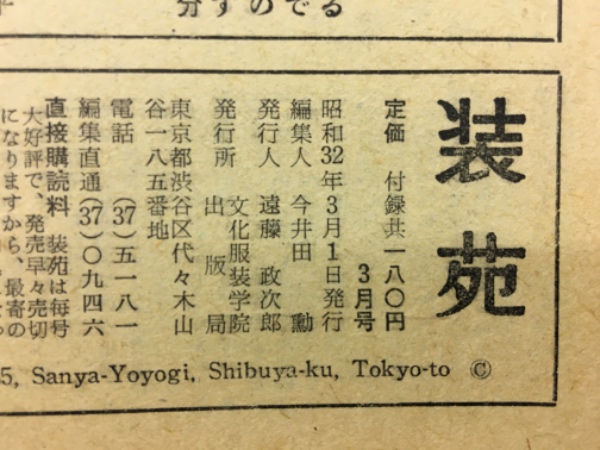 分すのでる
装苑
定価 付録共一八〇円
3月号
昭和32年3月1日発行
編集人 今井田 勳
発行人 遠藤 政次郎
発行所 文化服装学院
出版局
東京都渋谷区代々木山
谷一八五番地
電話 (37)五一八一
編集直通(37)〇九四六
直接購読料 装苑は毎号
大好評で、発売早々売切
になりますから、最寄の
5, Sanya-Yoyogi, Shibuya-ku, Tokyo-to ©